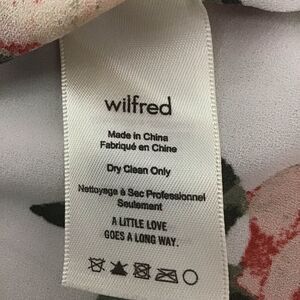 wilfred
Made in China
Fabriqué en Chine
Dry Clean Only
Nettoyage à Sec Professionnel
Seulement
A LITTLE LOVE
GOES A LONG WAY.